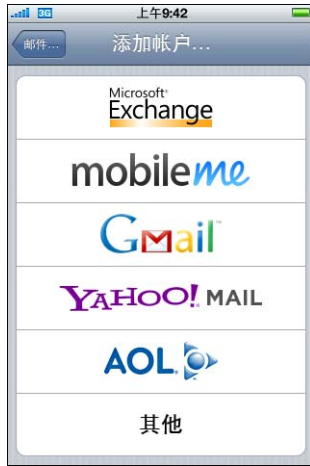 3G 上午9:42
邮件... 添加帐户...
Microsoft
Exchange
mobileme
Gmail
YAHOO! MAIL
AOL
其他